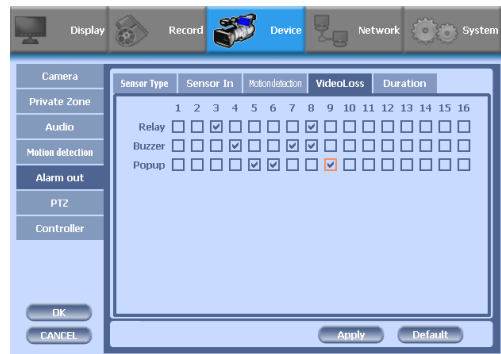 Display Record Device Network System
Camera
Private Zone
Audio
Motion detection
Alarm out
PTZ
Controller
OK
CANCEL
Sensor Type Sensor In Motion detection VideoLoss Duration
1 2 3 4 5 6 7 8 9 10 11 12 13 14 15 16
Relay
Buzzer
Popup
Apply Default